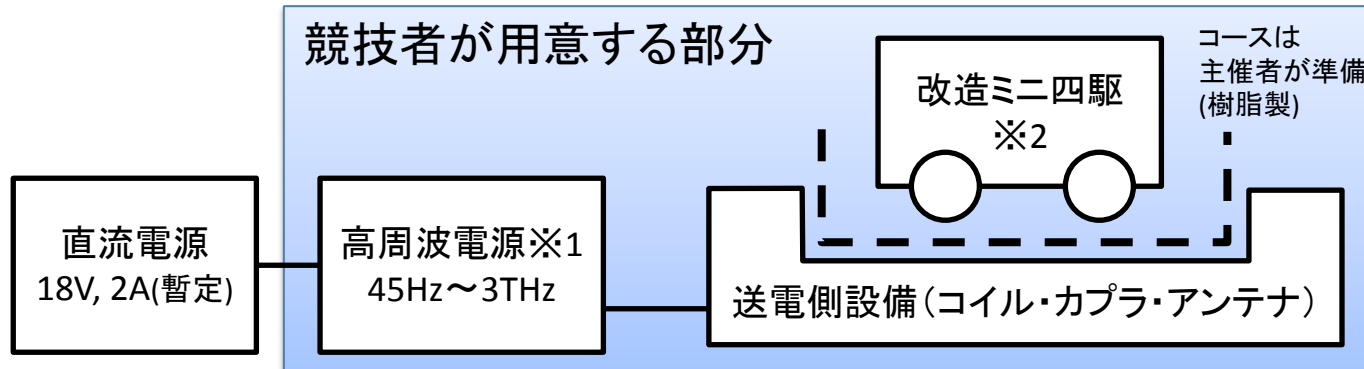 競技者が用意する部分
コースは
主催者が準備
(樹脂製)
改造ミニ四駆
※2
直流電源
18V, 2A(暫定)
高周波電源※1
45Hz～3THz
送電側設備(コイル・カプラ・アンテナ)